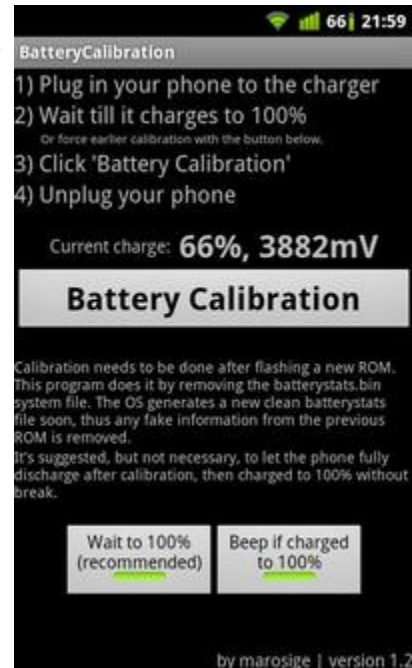 66 21:59
BatteryCalibration
1) Plug in your phone to the charger
2) Wait till it charges to 100%
Or force earlier calibration with the button below.
3) Click 'Battery Calibration'
4) Unplug your phone
Current charge: 66%, 3882mV
Battery Calibration
Calibration needs to be done after flashing a new ROM.
This program does it by removing the batterystats.bin
system file. The OS generates a new clean batterystats
file soon, thus any fake information from the previous
ROM is removed.
It's suggested, but not necessary, to let the phone fully
discharge after calibration, then charged to 100% without
break.
Wait to 100%
(recommended)
Beep if charged
to 100%
by marosige | version 1.2